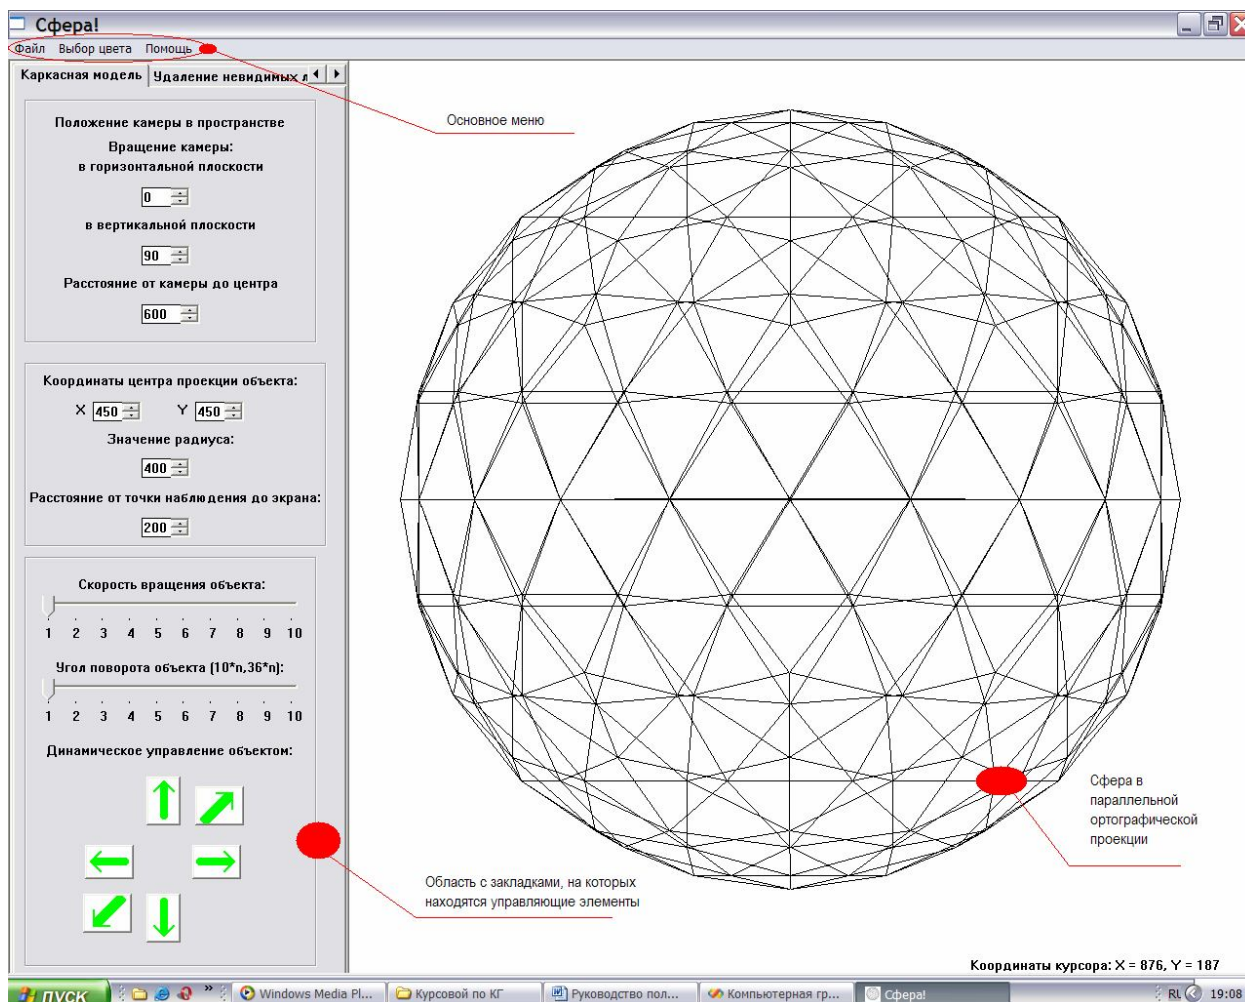 Сфера!
Файл Выбор цвета Помощь
Каркасная модель Удаление невидимых л
Положение камеры в пространстве
Вращение камеры:
в горизонтальной плоскости
0
в вертикальной плоскости
90
Расстояние от камеры до центра
600
Координаты центра проекции объекта:
X 450 Y 450
Значение радиуса:
400
Расстояние от точки наблюдения до экрана:
200
Скорость вращения объекта:
1 2 3 4 5 6 7 8 9 10
Угол поворота объекта (10*n,36*n):
1 2 3 4 5 6 7 8 9 10
Динамическое управление объектом:
Основное меню
Сфера в
параллельной
ортографической
проекции
Область с закладками, на которых
находятся управляющие элементы
Координаты курсора: X = 876, Y = 187
пуск » Windows Media Pl... Курсовой по КГ Руководство пол... Компьютерная гр... Сфера! RL 19:08